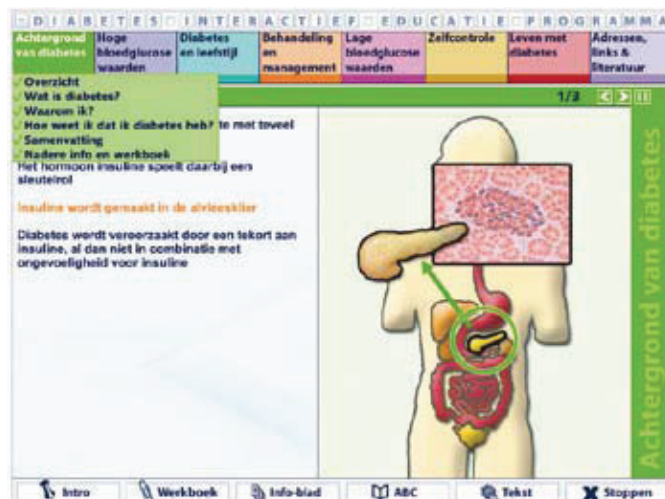 DIABETES INTERACTIEF EDUCATIE PROGRAMMA
Achtergrond
van diabetes
Hoge
bloedglucose
waarden
Diabetes
en leefstijl
Behandeling
en
management
Lage
bloedglucose
waarden
Zelfcontrole
Leven met
diabetes
Adressen,
links &
literatuur
Overzicht
Wat is diabetes?
Waarom ik?
Hoe weet ik dat ik diabetes heb?
Samenvatting
Nadere info en werkboek
1/3
te met toveel
Het hormoon insuline speelt daarbij een
sleutelrol
Insuline wordt gemaakt in de alvleesklier
Diabetes wordt veroorzaakt door een tekort aan
insuline, al dan niet in combinatie met
ongevoeligheid voor insuline
Achtergrond van diabetes
Intro
Werkboek
Info-blad
ABC
Tekst
Stoppen